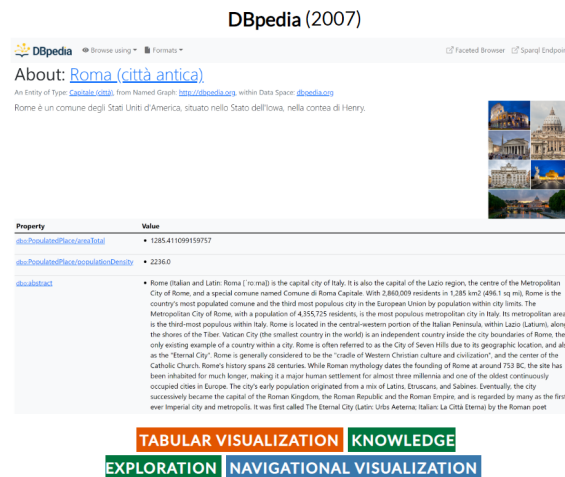 DBpedia (2007)
DBpedia Browse using Formats Faceted Browser Sparql Endpoin
About: Roma (città antica)
An Entity of Type: Capitale (città), from Named Graph: http://dbpedia.org, within Data Space: dbpedia.org
Rome è un comune degli Stati Uniti d'America, situato nello Stato dell'Iowa, nella contea di Henry.
Property Value
dbo:PopulatedPlace/areaTotal • 1285.411099159757
dbo:PopulatedPlace/populationDensity • 2236.0
dbo:abstract • Rome (Italian and Latin: Roma [ˈroːma]) is the capital city of Italy. It is also the capital of the Lazio region, the centre of the Metropolitan
City of Rome, and a special comune named Comune di Roma Capitale. With 2,860,009 residents in 1,285 km2 (496.1 sq mi), Rome is the
country's most populated comune and the third most populous city in the European Union by population within city limits. The
Metropolitan City of Rome, with a population of 4,355,725 residents, is the most populous metropolitan city in Italy. Its metropolitan area
is the third-most populous within Italy. Rome is located in the central-western portion of the Italian Peninsula, within Lazio (Latium), along
the shores of the Tiber. Vatican City (the smallest country in the world) is an independent country inside the city boundaries of Rome, the
only existing example of a country within a city. Rome is often referred to as the City of Seven Hills due to its geographic location, and als
as the "Eternal City". Rome is generally considered to be the "cradle of Western Christian culture and civilization", and the center of the
Catholic Church. Rome's history spans 28 centuries. While Roman mythology dates the founding of Rome at around 753 BC, the site has
been inhabited for much longer, making it a major human settlement for almost three millennia and one of the oldest continuously
occupied cities in Europe. The city's early population originated from a mix of Latins, Etruscans, and Sabines. Eventually, the city
successively became the capital of the Roman Kingdom, the Roman Republic and the Roman Empire, and is regarded by many as the first-
ever Imperial city and metropolis. It was first called The Eternal City (Latin: Urbs Aeterna; Italian: La Città Eterna) by the Roman poet
TABULAR VISUALIZATION KNOWLEDGE
EXPLORATION NAVIGATIONAL VISUALIZATION